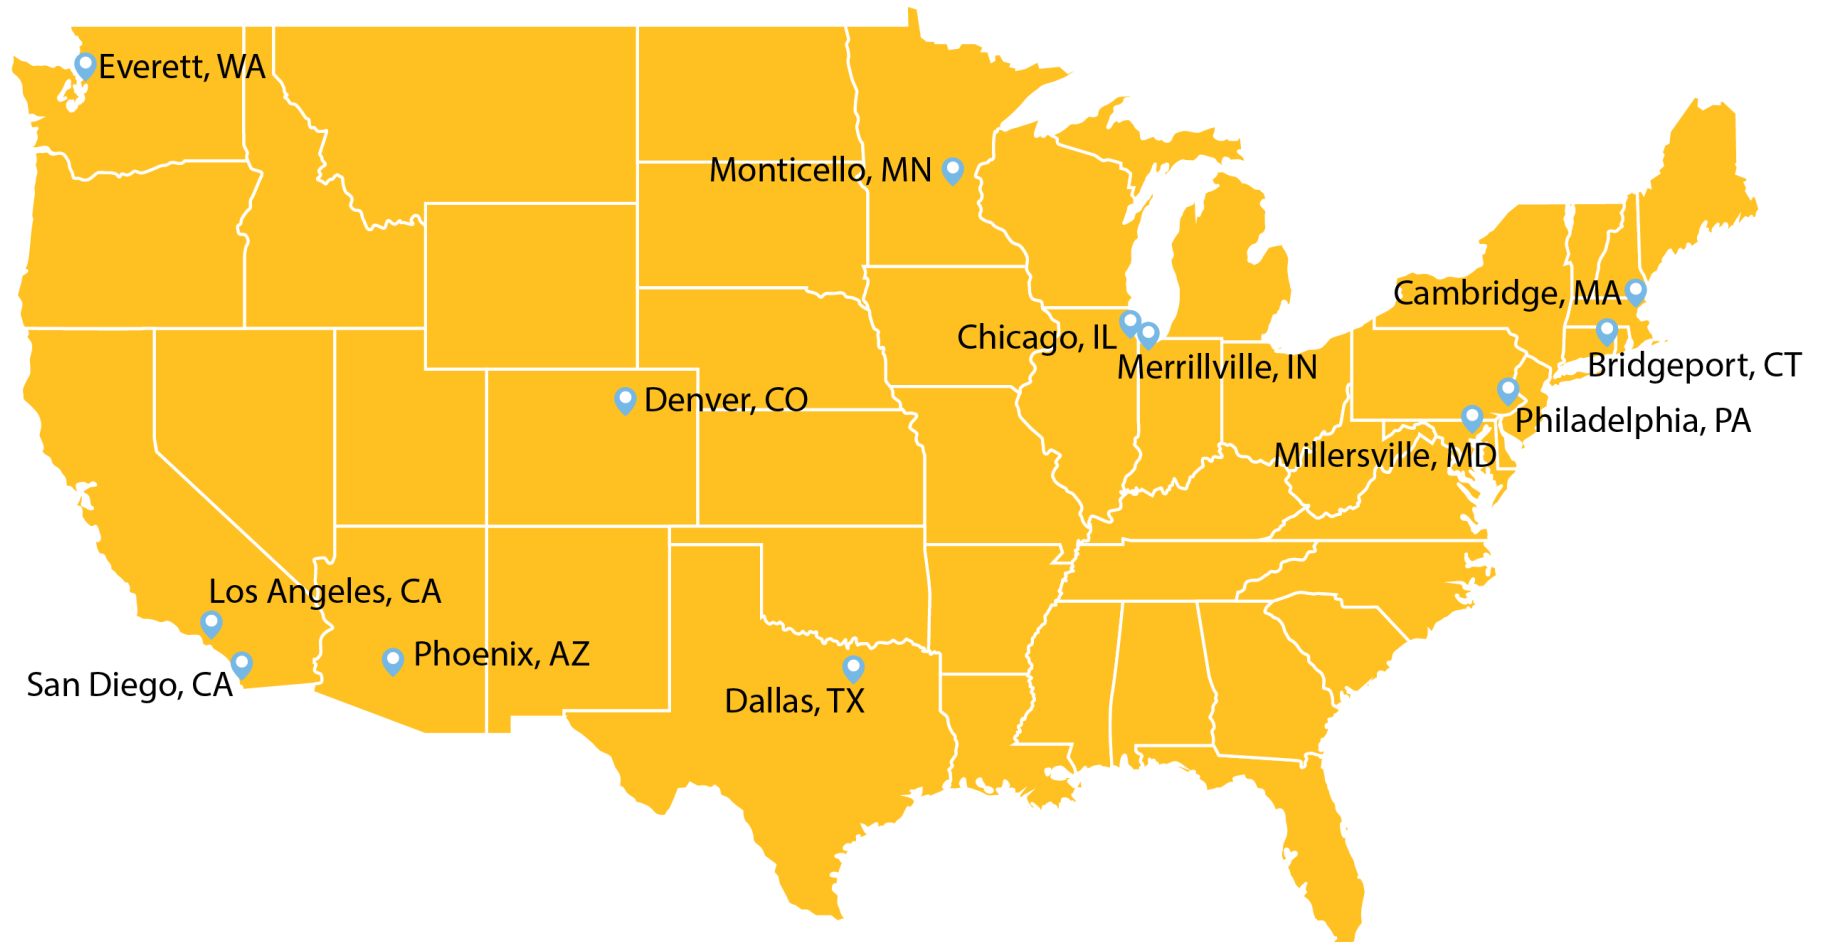 Everett, WA
Monticello, MN
Cambridge, MA
Chicago, IL
Merrillville, IN
Bridgeport, CT
Denver, CO
Philadelphia, PA
Millersville, MD
Los Angeles, CA
Phoenix, AZ
San Diego, CA
Dallas, TX